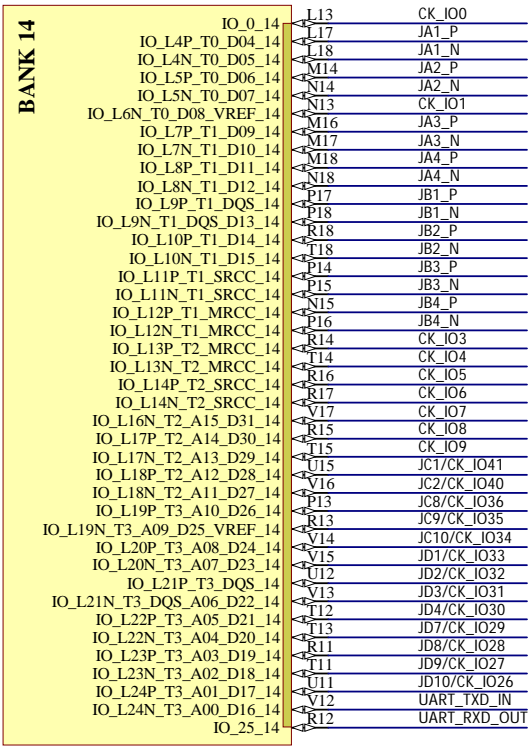 BANK 14
IO_0_14 L13 CK_IO0
IO_L4P_T0_D04_14 L17 JA1_P
IO_L4N_T0_D05_14 L18 JA1_N
IO_L5P_T0_D06_14 M14 JA2_P
IO_L5N_T0_D07_14 N14 JA2_N
IO_L6N_T0_D08_VREF_14 N13 CK_IO1
IO_L7P_T1_D09_14 M16 JA3_P
IO_L7N_T1_D10_14 M17 JA3_N
IO_L8P_T1_D11_14 M18 JA4_P
IO_L8N_T1_D12_14 N18 JA4_N
IO_L9P_T1_DQS_14 P17 JB1_P
IO_L9N_T1_DQS_D13_14 P18 JB1_N
IO_L10P_T1_D14_14 R18 JB2_P
IO_L10N_T1_D15_14 T18 JB2_N
IO_L11P_T1_SRCC_14 P14 JB3_P
IO_L11N_T1_SRCC_14 P15 JB3_N
IO_L12P_T1_MRCC_14 N15 JB4_P
IO_L12N_T1_MRCC_14 P16 JB4_N
IO_L13P_T2_MRCC_14 R14 CK_IO3
IO_L13N_T2_MRCC_14 T14 CK_IO4
IO_L14P_T2_SRCC_14 R16 CK_IO5
IO_L14N_T2_SRCC_14 R17 CK_IO6
IO_L16N_T2_A15_D31_14 V17 CK_IO7
IO_L17P_T2_A14_D30_14 R15 CK_IO8
IO_L17N_T2_A13_D29_14 T15 CK_IO9
IO_L18P_T2_A12_D28_14 U15 JC1/CK_IO41
IO_L18N_T2_A11_D27_14 V16 JC2/CK_IO40
IO_L19P_T3_A10_D26_14 P13 JC8/CK_IO36
IO_L19N_T3_A09_D25_VREF_14 R13 JC9/CK_IO35
IO_L20P_T3_A08_D24_14 V14 JC10/CK_IO34
IO_L20N_T3_A07_D23_14 V15 JD1/CK_IO33
IO_L21P_T3_DQS_14 U12 JD2/CK_IO32
IO_L21N_T3_DQS_A06_D22_14 V13 JD3/CK_IO31
IO_L22P_T3_A05_D21_14 T12 JD4/CK_IO30
IO_L22N_T3_A04_D20_14 T13 JD7/CK_IO29
IO_L23P_T3_A03_D19_14 R11 JD8/CK_IO28
IO_L23N_T3_A02_D18_14 T11 JD9/CK_IO27
IO_L24P_T3_A01_D17_14 U11 JD10/CK_IO26
IO_L24N_T3_A00_D16_14 V12 UART_TXD_IN
IO_25_14 R12 UART_RXD_OUT